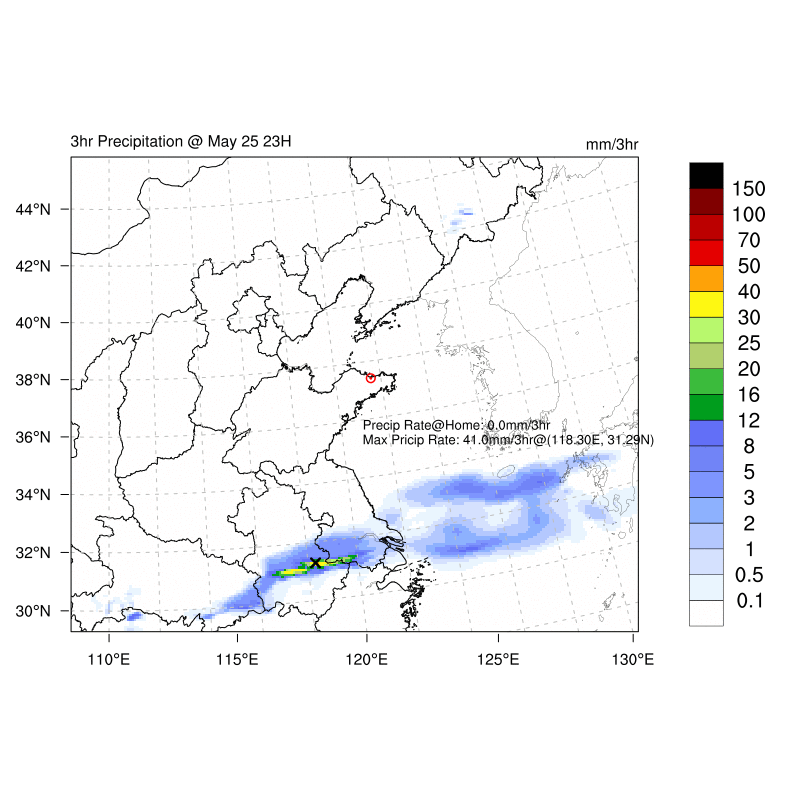 3hr Precipitation @ May 25 23H
mm/3hr
44°N
42°N
40°N
38°N
36°N
34°N
32°N
30°N
110°E
115°E
120°E
125°E
130°E
Precip Rate@Home: 0.0mm/3hr
Max Pricip Rate: 41.0mm/3hr@(118.30E, 31.29N)
150
100
70
50
40
30
25
20
16
12
8
5
3
2
1
0.5
0.1